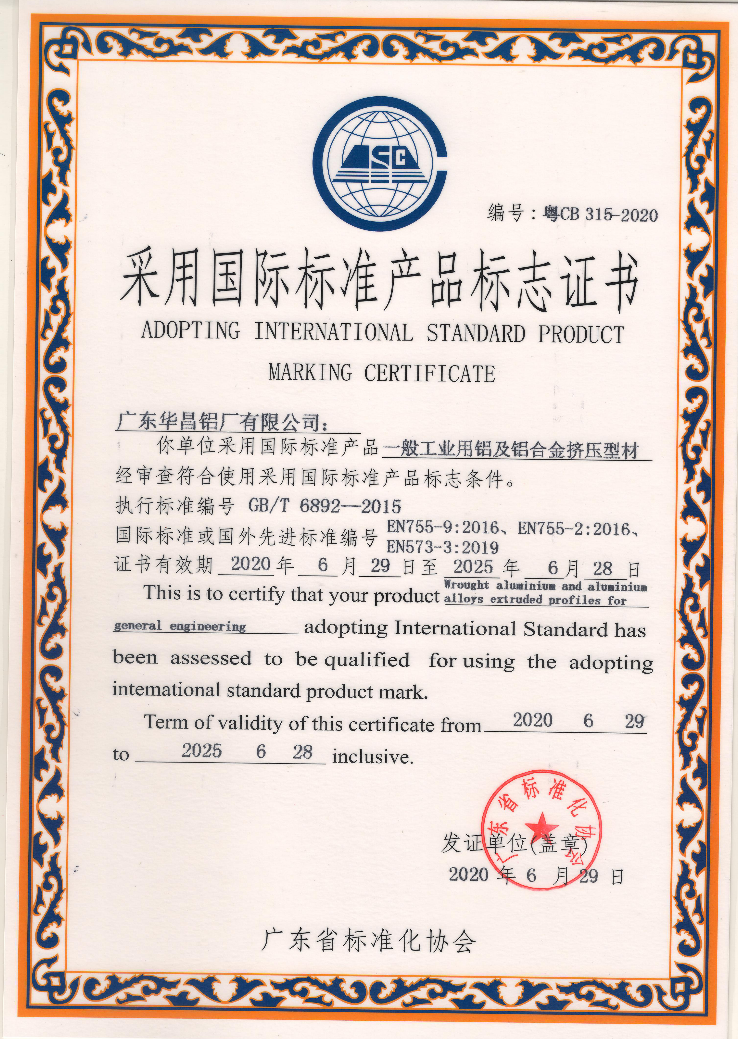 ASC
编号：粤CB 315-2020
采用国际标准产品标志证书
ADOPTING INTERNATIONAL STANDARD PRODUCT
MARKING CERTIFICATE
广东华昌铝厂有限公司：
你单位采用国际标准产品 一般工业用铝及铝合金挤压型材
经审查符合使用采用国际标准产品标志条件。
执行标准编号 GB/T 6892—2015
国际标准或国外先进标准编号 EN755-9:2016、EN755-2:2016、
EN573-3:2019
证书有效期 2020 年 6 月 29 日至 2025 年 6 月 28 日
This is to certify that your product Wrought aluminium and aluminium
alloys extruded profiles for
general engineering adopting International Standard has
been assessed to be qualified for using the adopting
international standard product mark.
Term of validity of this certificate from 2020 6 29
to 2025 6 28 inclusive.
广东省标准化协会
发证单位(盖章)
2020 年 6 月 29 日
广东省标准化协会